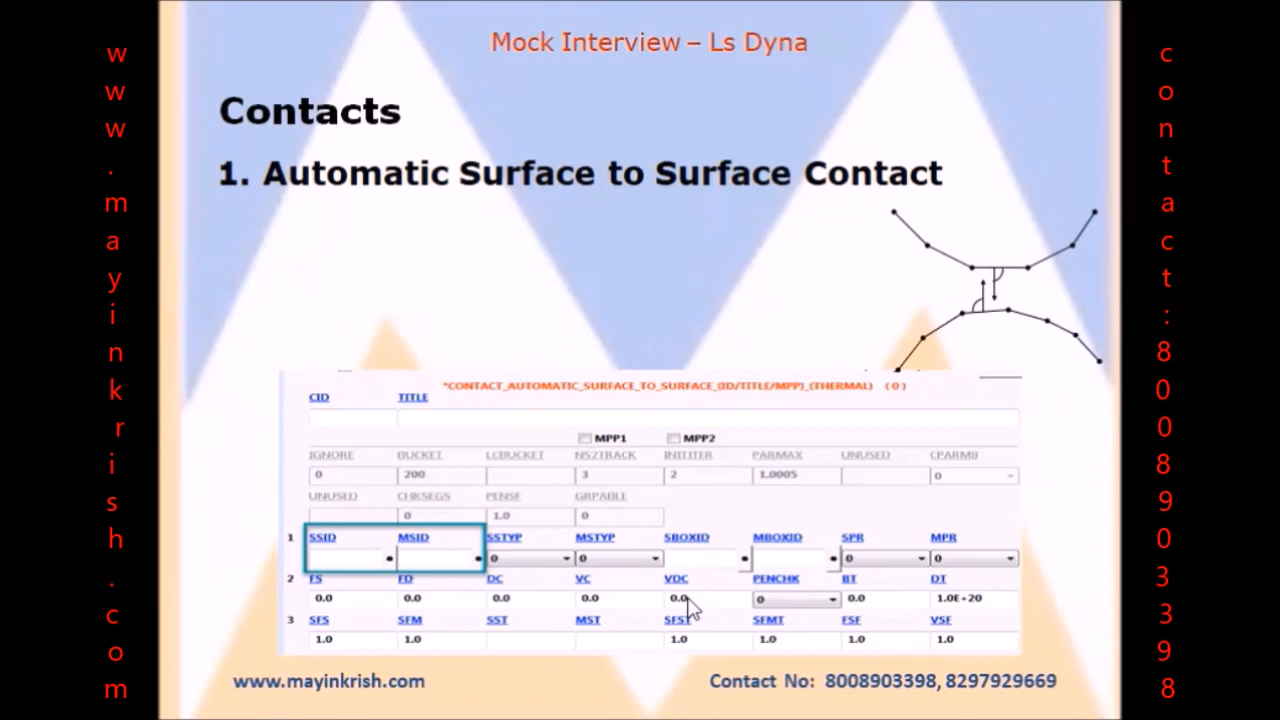 Mock Interview – Ls Dyna
www.mayinkrish.com
contact:8008903398
Contacts
1. Automatic Surface to Surface Contact
*CONTACT_AUTOMATIC_SURFACE_TO_SURFACE_(ID/TITLE/MPP)_(THERMAL) (0)
CID TITLE
MPP1 MPP2
IGNORE BUCKET LCBUCKET NS2TRACK INITITER PARMAX UNUSED CPARM8
0 200 3 2 1.0005 0
UNUSED CHKSEGS PENSF GRPABLE
0 1.0 0
1 SSID MSID SSTYP MSTYP SBOXID MBOXID SPR MPR
0 0 0 0
2 FS FD DC VC VDC PENCHK BT DT
0.0 0.0 0.0 0.0 0.0 0 0.0 1.0E+20
3 SFS SFM SST MST SFST SFMT FSF VSF
1.0 1.0 1.0 1.0 1.0 1.0
www.mayinkrish.com
Contact No: 8008903398, 8297929669